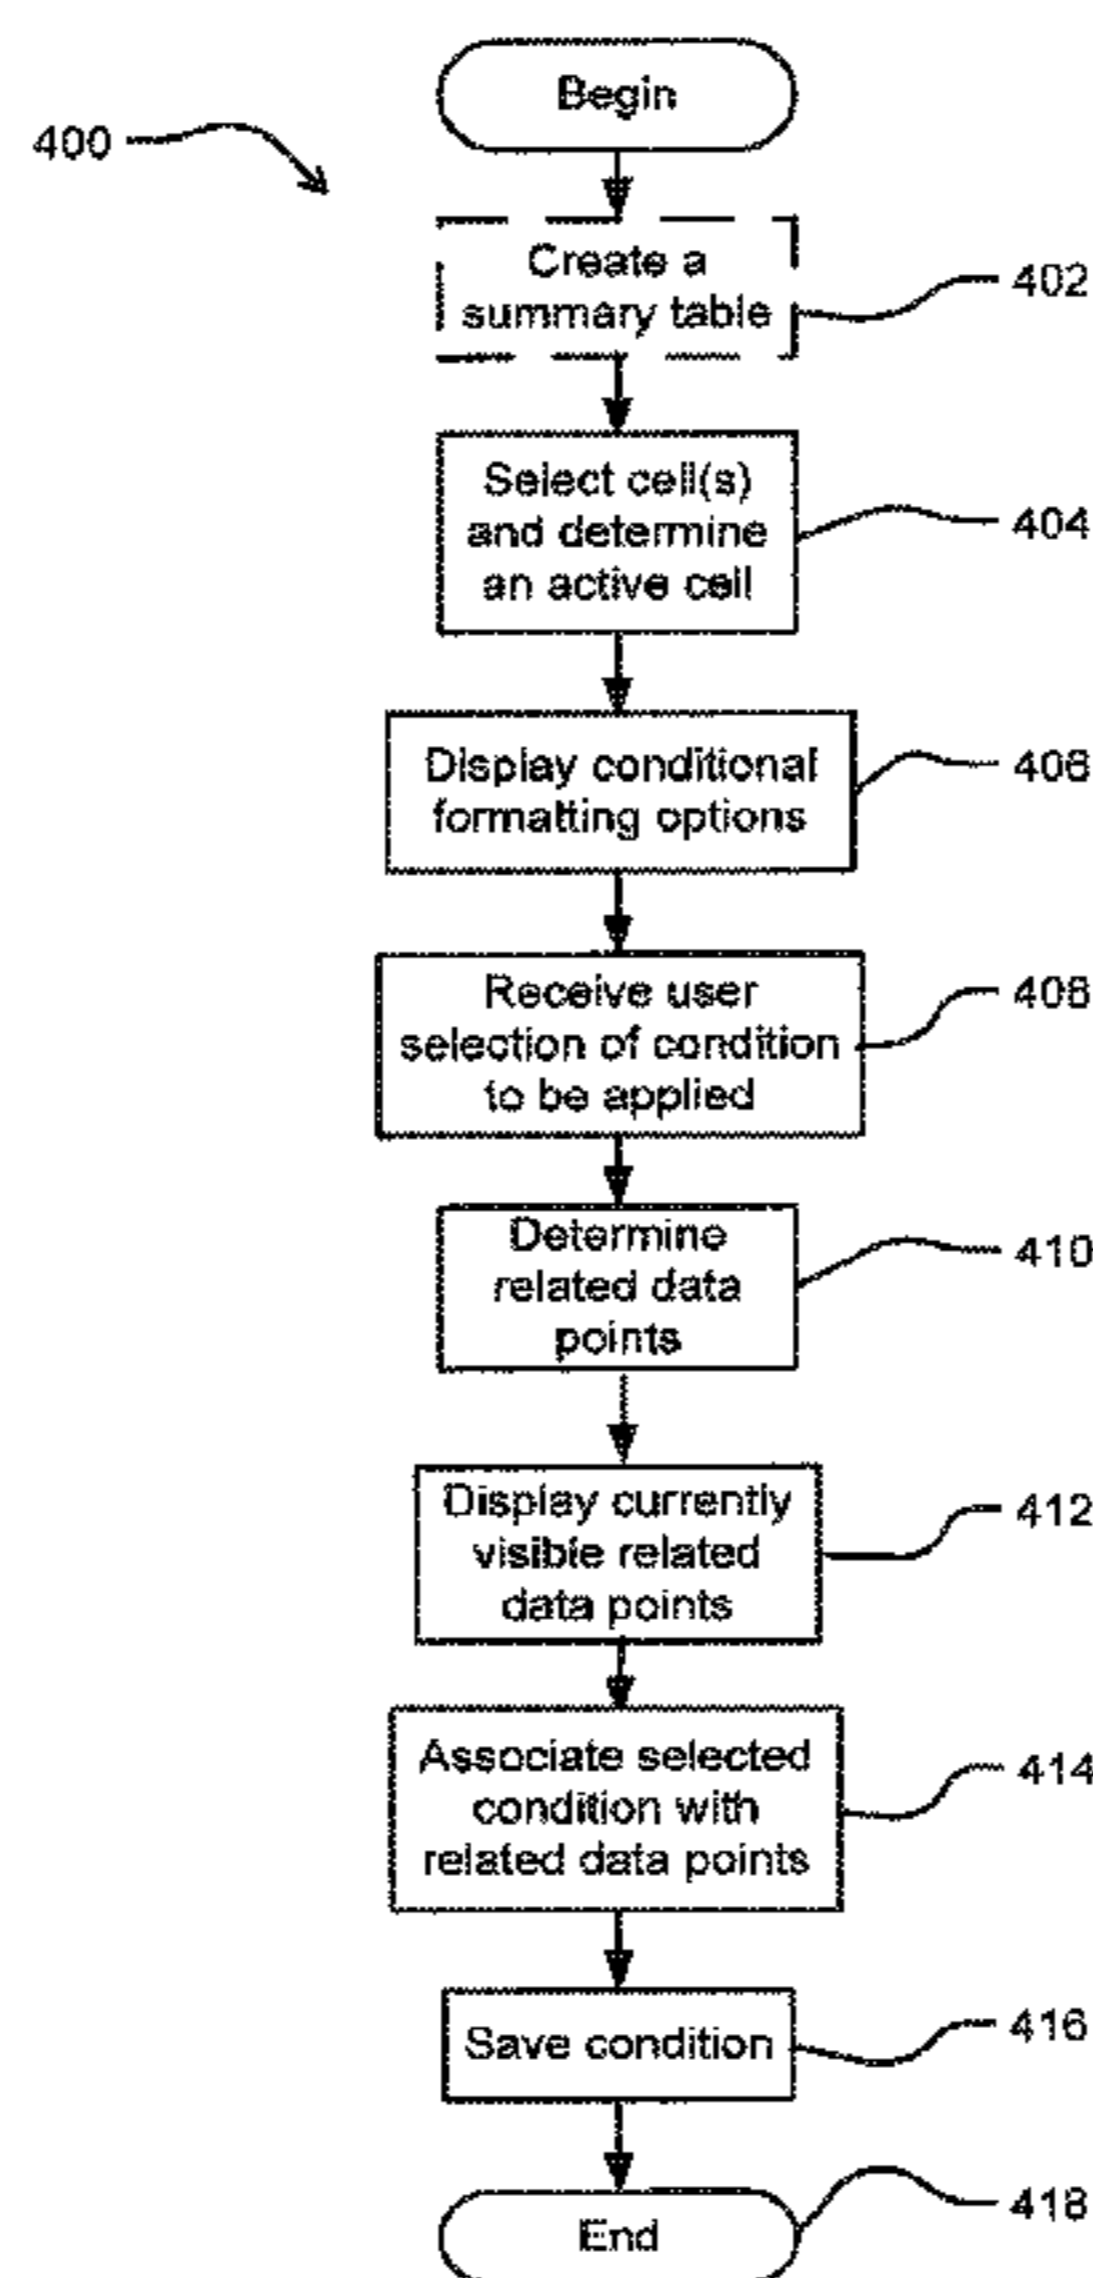 Begin
400
Create a
summary table
402
Select cell(s)
and determine
an active cell
404
Display conditional
formatting options
406
Receive user
selection of condition
to be applied
408
Determine
related data
points
410
Display currently
visible related
data points
412
Associate selected
condition with
related data points
414
Save condition
416
End
418